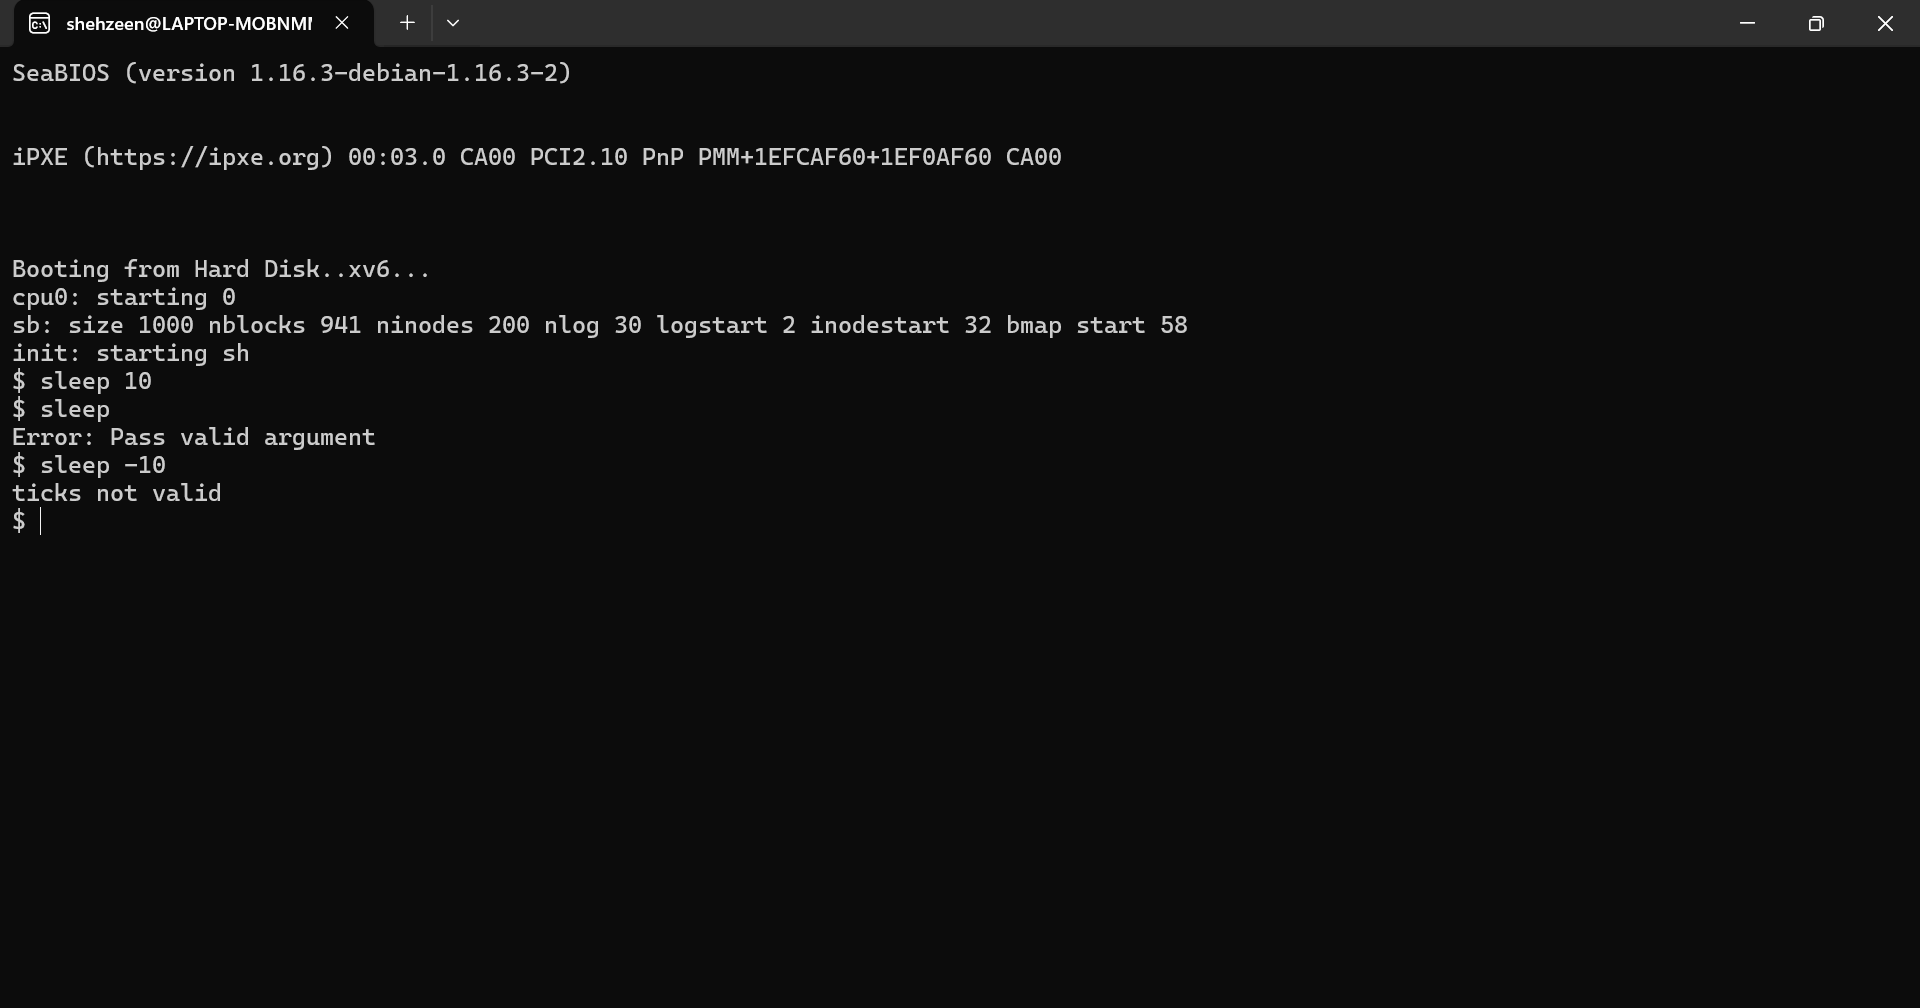 shehzeen@LAPTOP-MOBNM
SeaBIOS (version 1.16.3-debian-1.16.3-2)
iPXE (https://ipxe.org) 00:03.0 CA00 PCI2.10 PnP PMM+1EFCAF60+1EF0AF60 CA00
Booting from Hard Disk..xv6...
cpu0: starting 0
sb: size 1000 nblocks 941 ninodes 200 nlog 30 logstart 2 inodestart 32 bmap start 58
init: starting sh
$ sleep 10
$ sleep
Error: Pass valid argument
$ sleep -10
ticks not valid
$